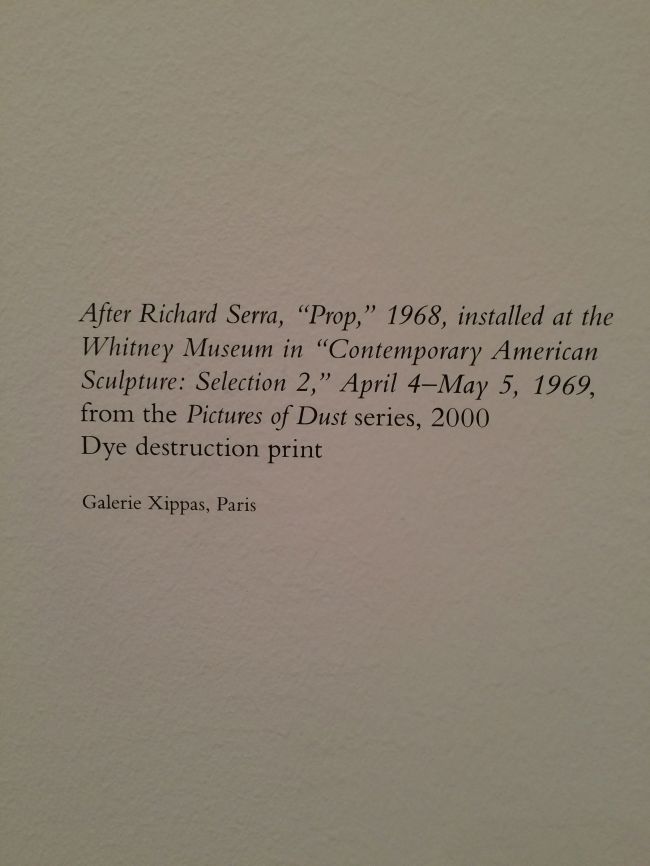 After Richard Serra, “Prop,” 1968, installed at the
Whitney Museum in “Contemporary American
Sculpture: Selection 2,” April 4–May 5, 1969,
from the Pictures of Dust series, 2000
Dye destruction print
Galerie Xippas, Paris